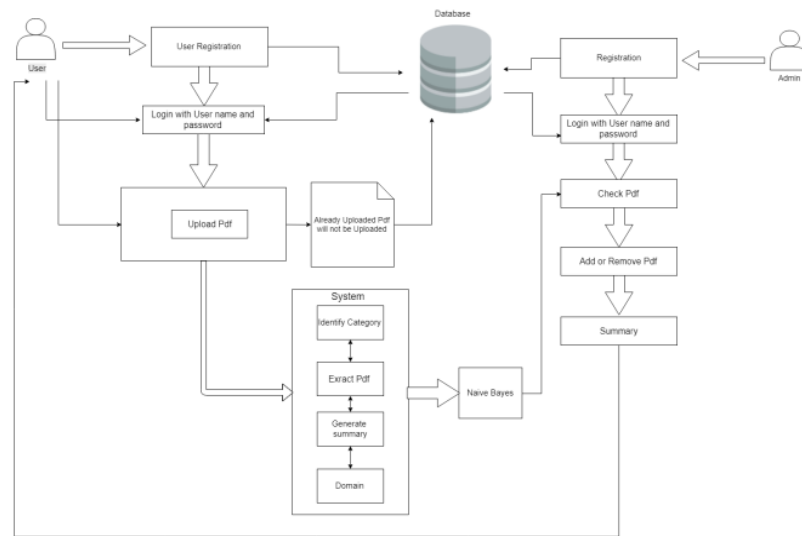 Database
User
User Registration
Registration
Admin
Login with User name and
password
Login with User name and
password
Upload Pdf
Already Uploaded Pdf
will not be Uploaded
Check Pdf
Add or Remove Pdf
Summary
System
Identify Category
Exract Pdf
Generate
summary
Domain
Naive Bayes